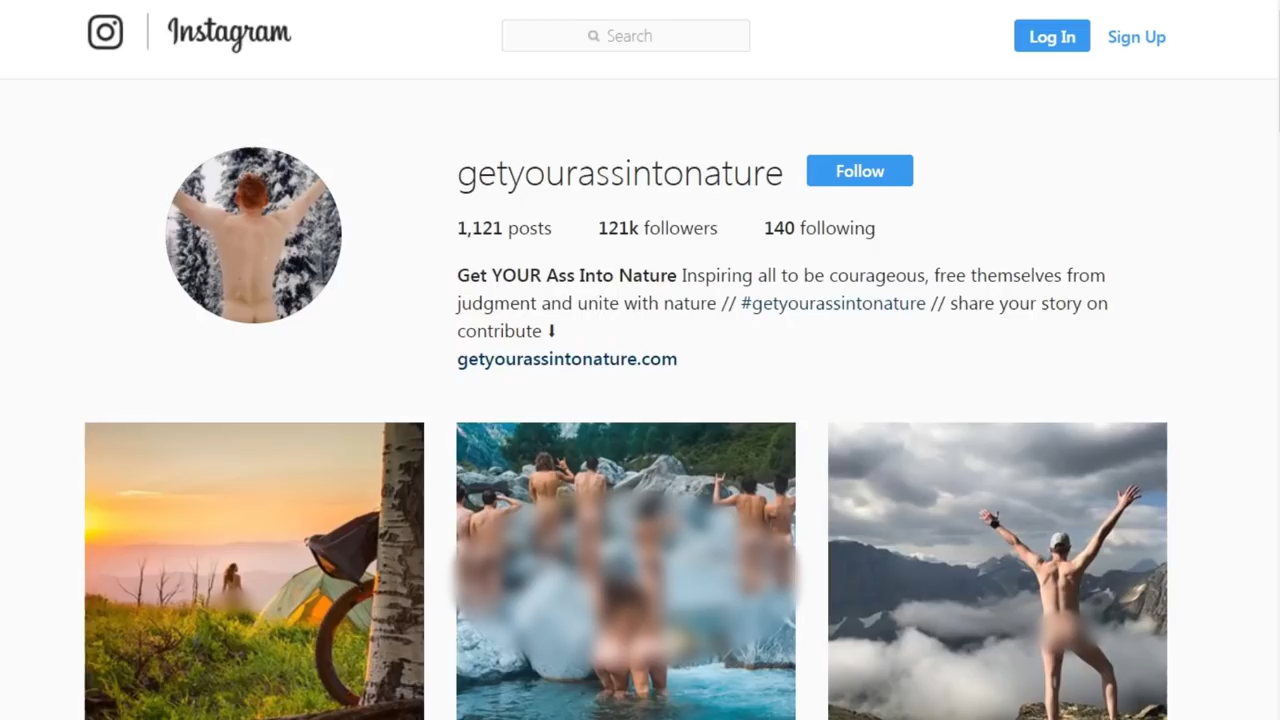 Instagram
Search
Log In
Sign Up
getyourassintonature
Follow
1,121 posts 121k followers 140 following
Get YOUR Ass Into Nature Inspiring all to be courageous, free themselves from
judgment and unite with nature // #getyourassintonature // share your story on
contribute ⬇
getyourassintonature.com